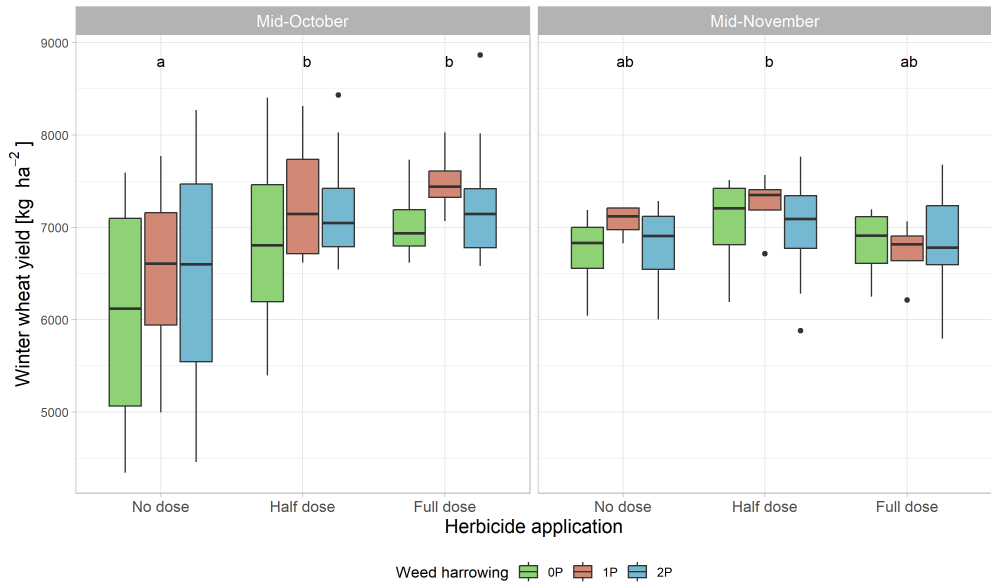 Mid-October
Mid-November
9000
8000
7000
6000
5000
a
b
b
ab
b
ab
Winter wheat yield [kg ha⁻²]
No dose
Half dose
Full dose
No dose
Half dose
Full dose
Herbicide application
Weed harrowing 0P 1P 2P